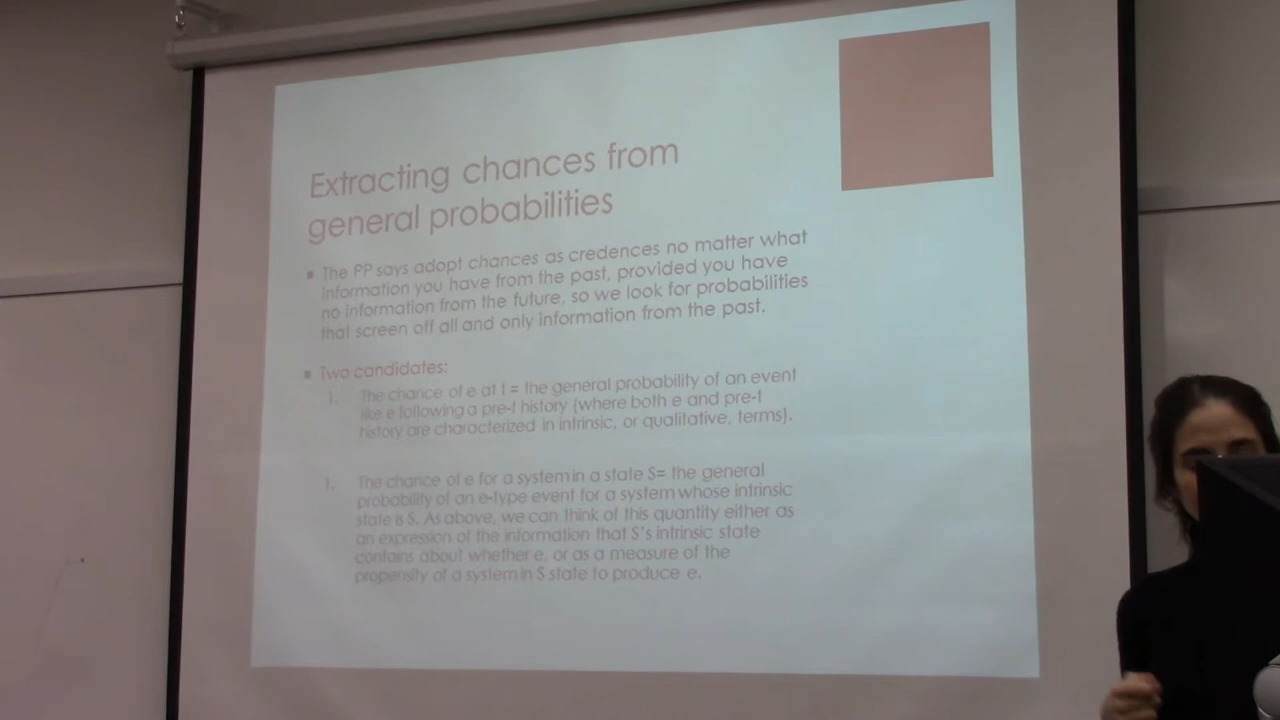 Extracting chances from
general probabilities
▪ The PP says adopt chances as credences no matter what
information you have from the past, provided you have
no information from the future, so we look for probabilities
that screen off all and only information from the past.
▪ Two candidates:
1. The chance of e at t = the general probability of an event
like e following a pre-t history (where both e and pre-t
history are characterized in intrinsic, or qualitative, terms).
1. The chance of e for a system in a state S= the general
probability of an e-type event for a system whose intrinsic
state is S. As above, we can think of this quantity either as
an expression of the information that S's intrinsic state
contains about whether e, or as a measure of the
propensity of a system in S state to produce e.